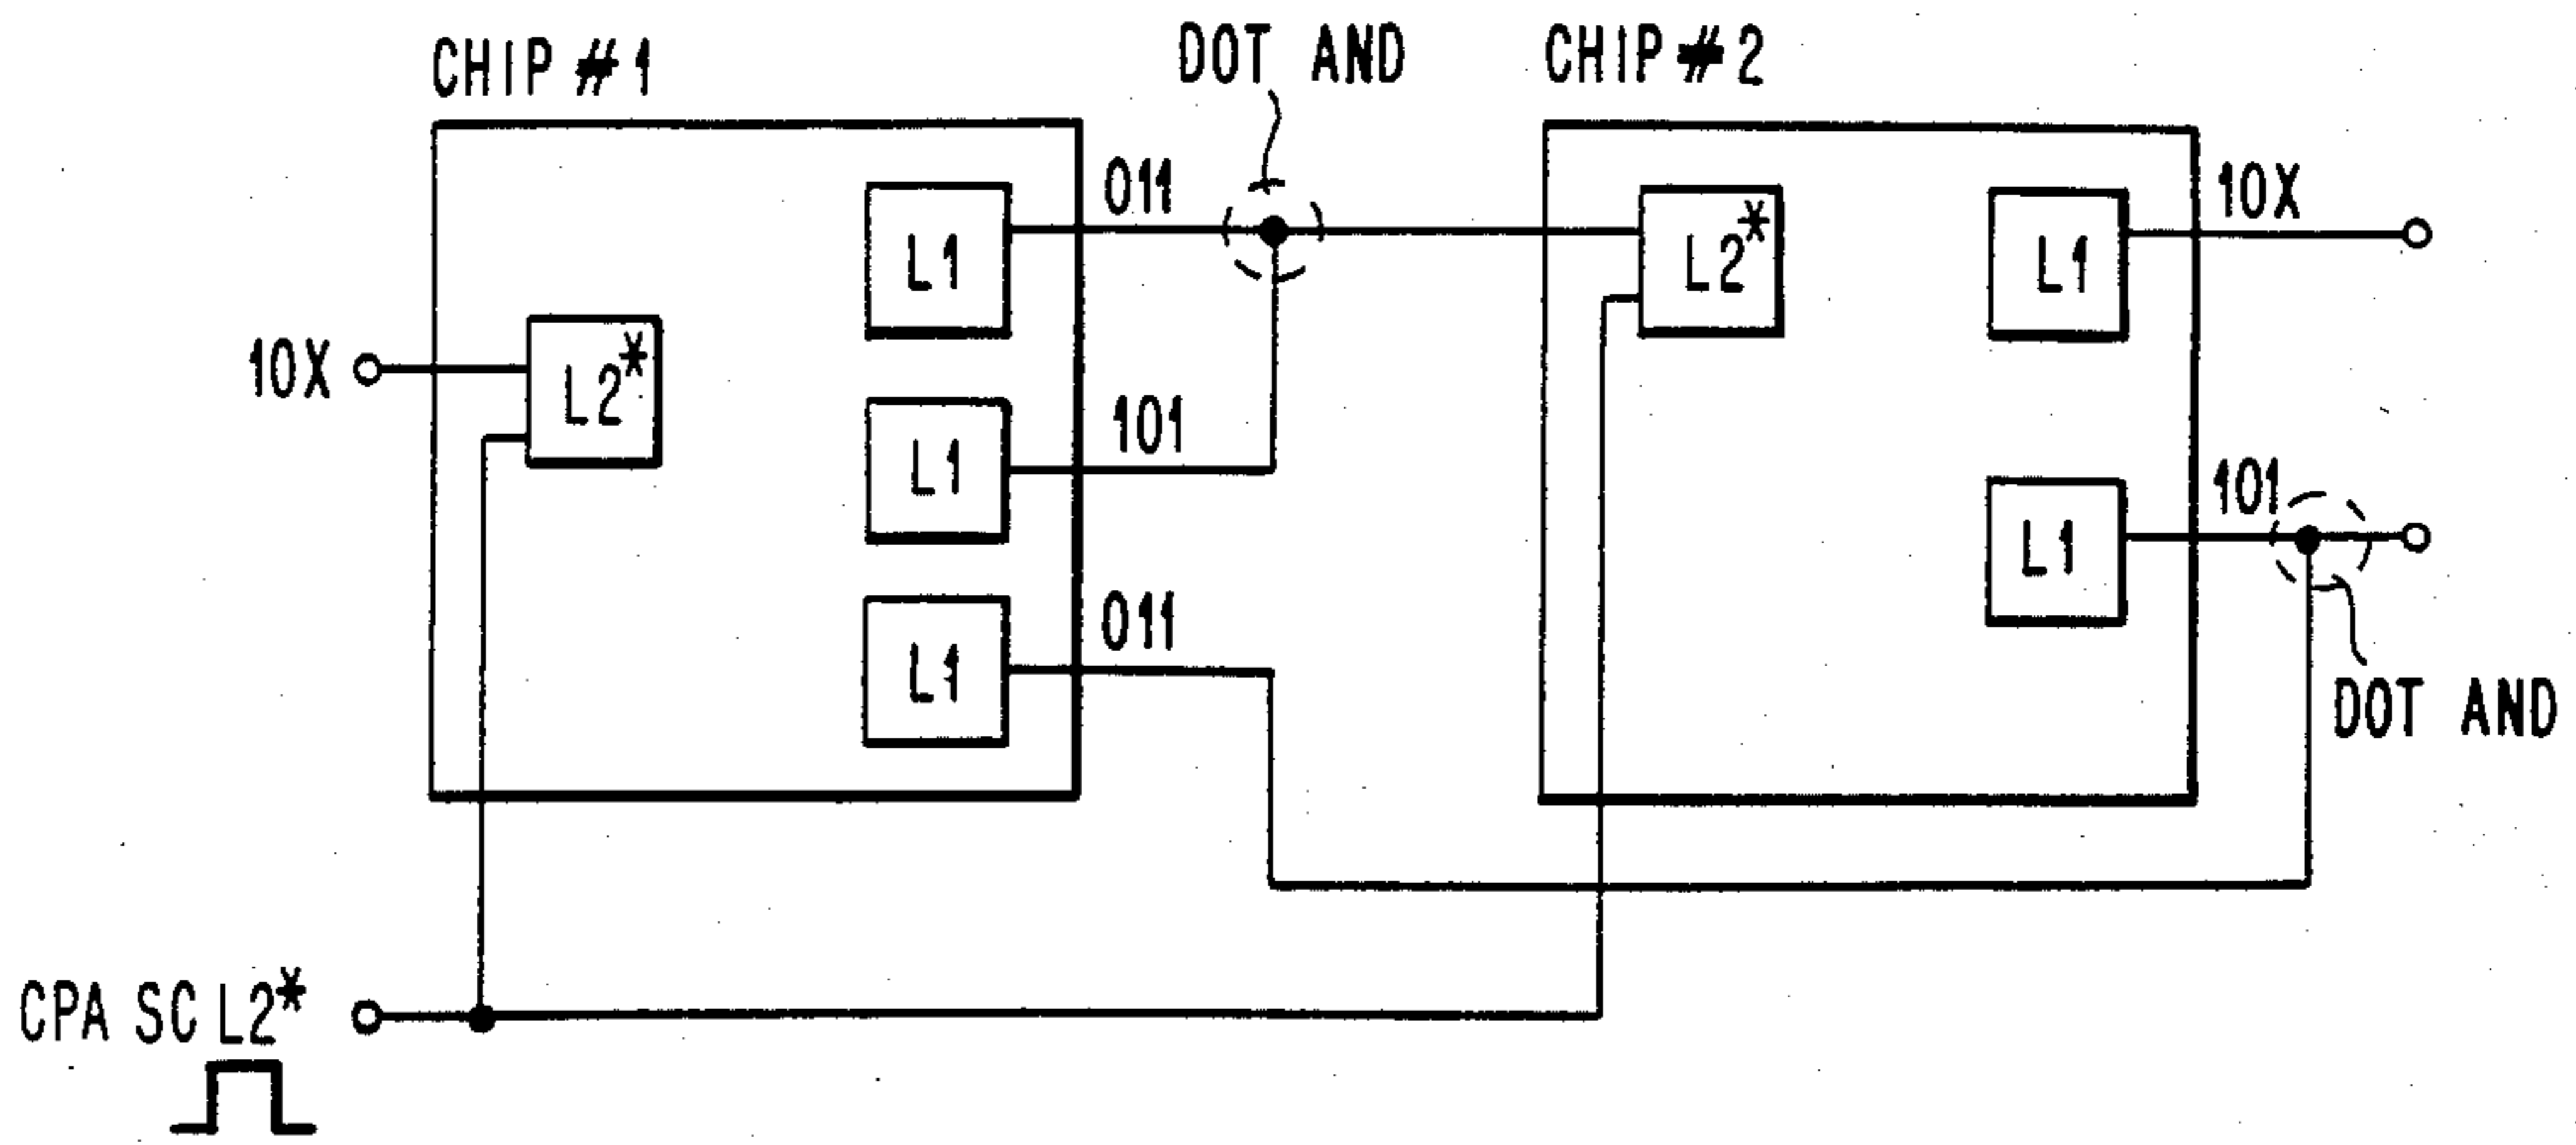 CHIP #1
DOT AND
CHIP #2
011
10X
L1
L2*
L1
10X
L2*
101
L1
101
L1
011
L1
DOT AND
CPA SC L2*